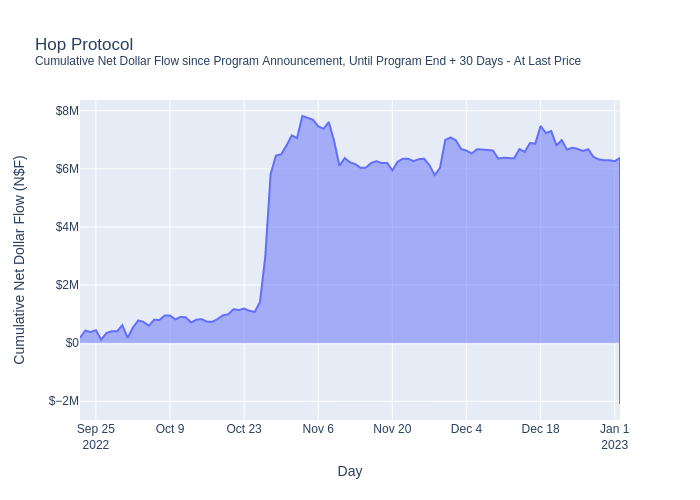 Hop Protocol
Cumulative Net Dollar Flow since Program Announcement, Until Program End + 30 Days - At Last Price
Cumulative Net Dollar Flow (N$F)
$8M
$6M
$4M
$2M
$0
$−2M
Sep 25
2022
Oct 9
Oct 23
Nov 6
Nov 20
Dec 4
Dec 18
Jan 1
2023
Day